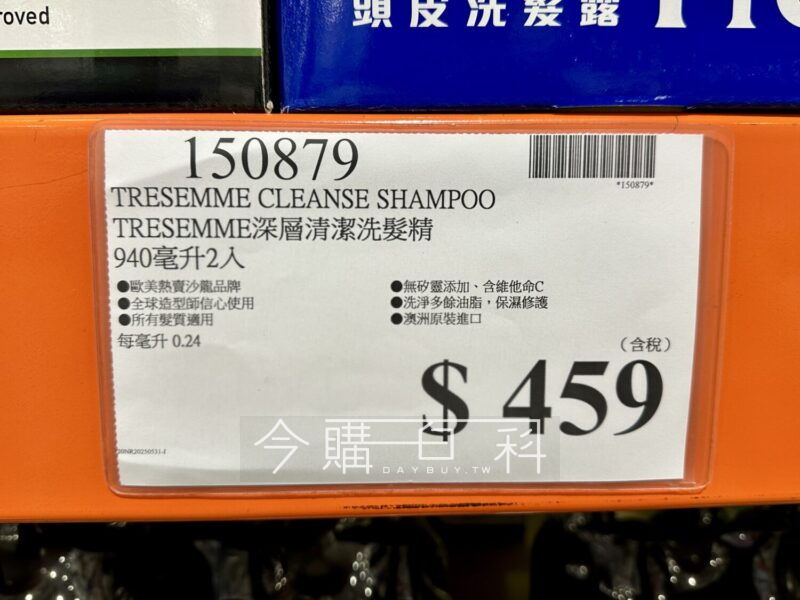 roved
頭皮洗髮露
150879
*150879*
TRESEMME CLEANSE SHAMPOO
TRESEMME深層清潔洗髮精
940毫升2入
●歐美熱賣沙龍品牌
●全球造型師信心使用
●所有髮質適用
●無矽靈添加、含維他命C
●洗淨多餘油脂，保濕修護
●澳洲原裝進口
每毫升 0.24
（含稅）
$ 459
今購百科
DAYBUY.TW